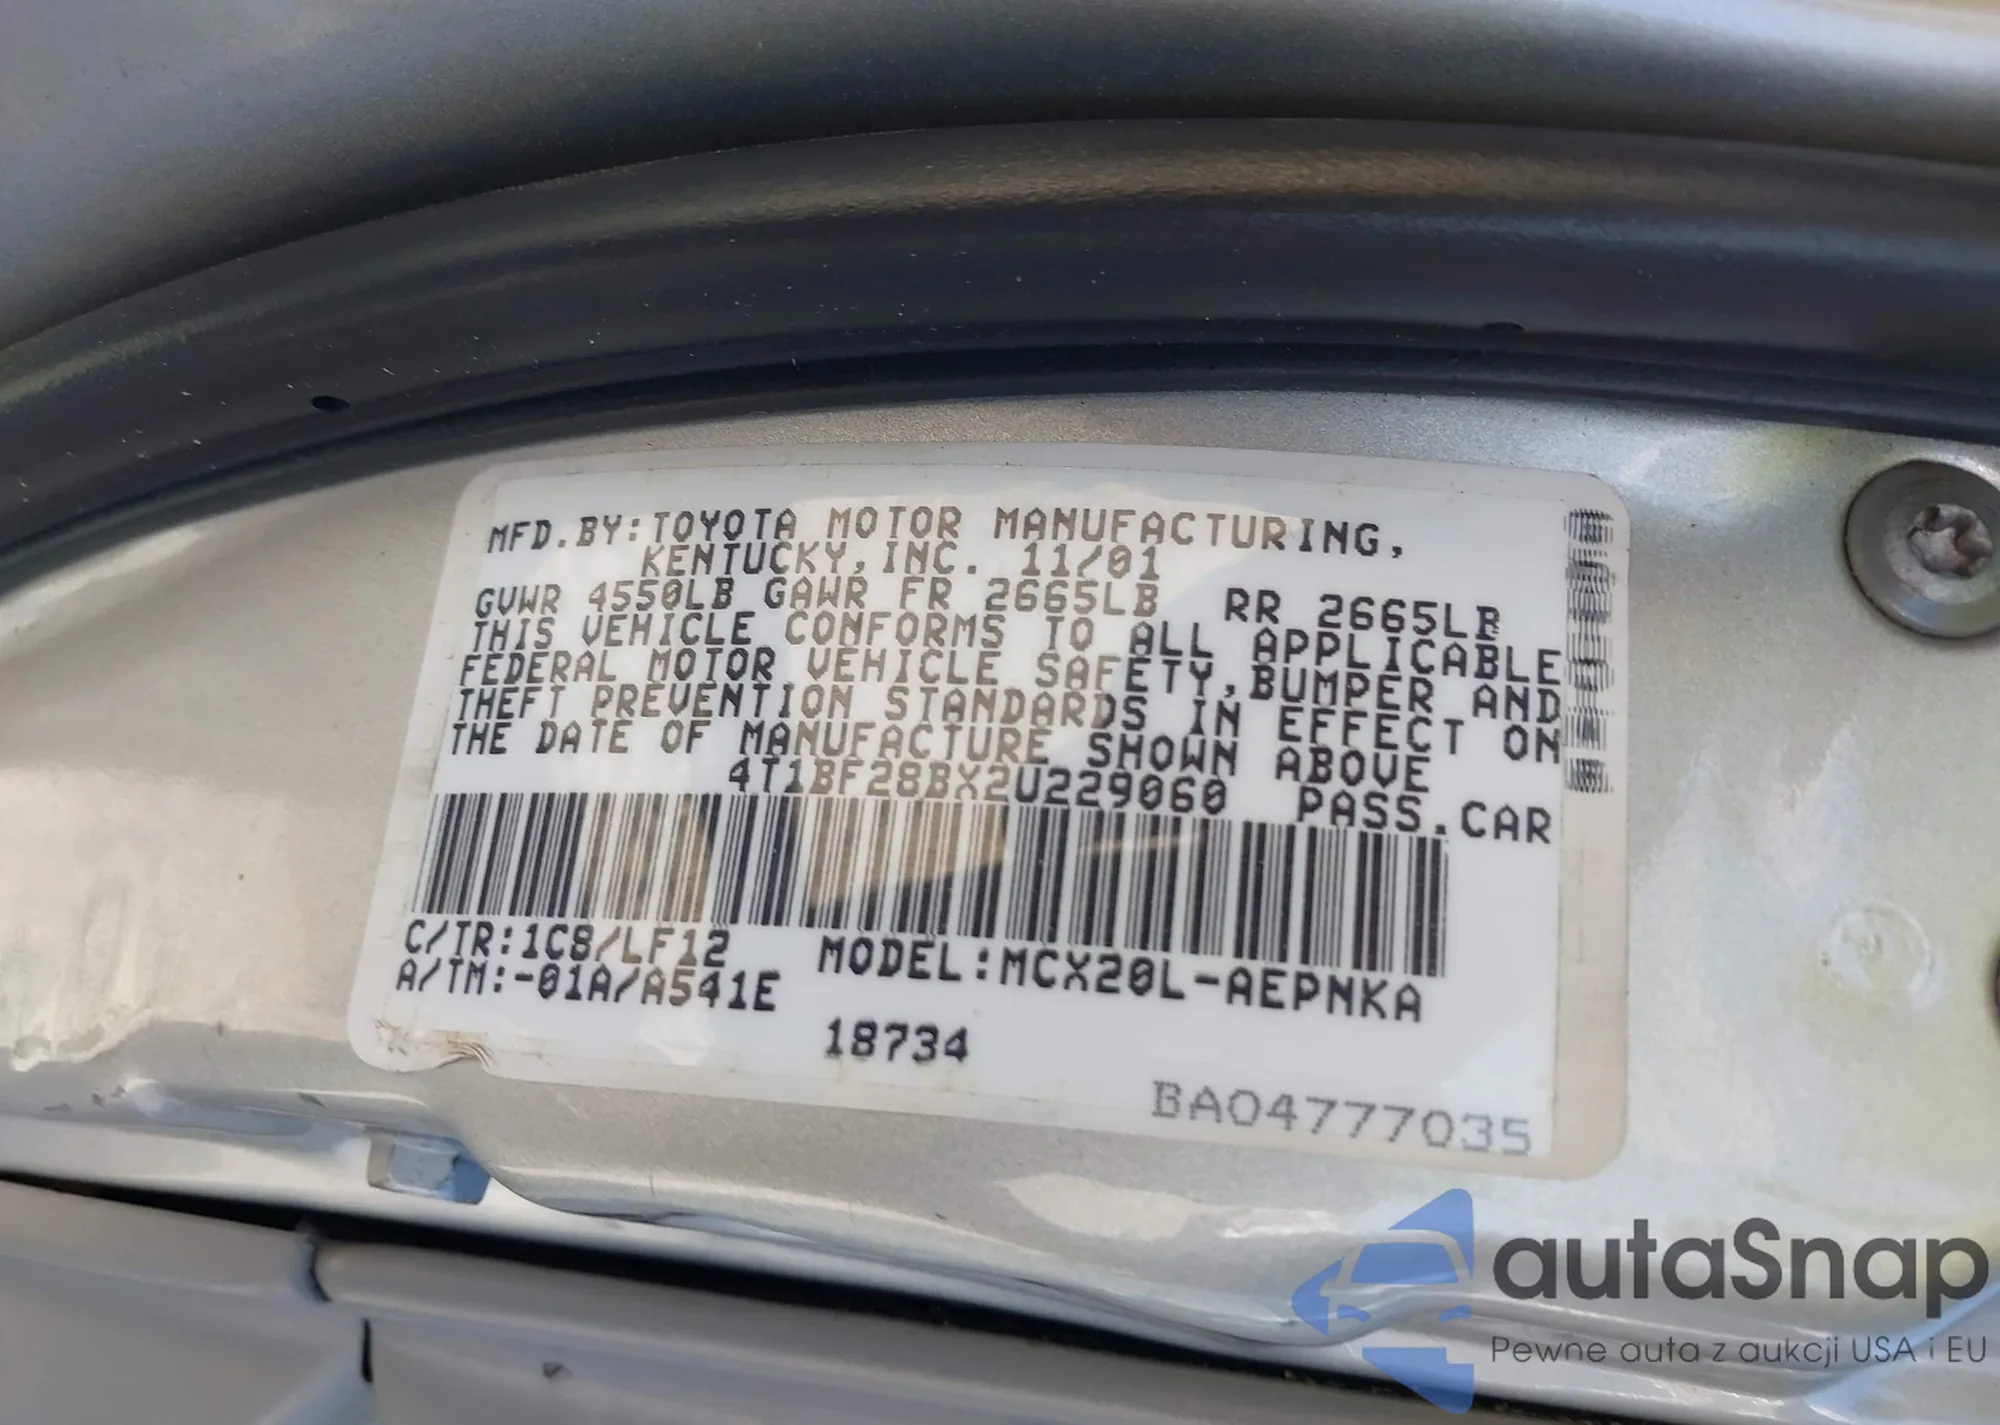 MFD.BY:TOYOTA MOTOR MANUFACTURING,
KENTUCKY,INC. 11/01
GVWR 4550LB GAWR FR 2665LB RR 2665LB
THIS VEHICLE CONFORMS TO ALL APPLICABLE
FEDERAL MOTOR VEHICLE SAFETY,BUMPER AND
THEFT PREVENTION STANDARDS IN EFFECT ON
THE DATE OF MANUFACTURE SHOWN ABOVE
4T1BF28BX2U229060 PASS.CAR
C/TR:1C8/LF12 MODEL:MCX20L-AEPNKA
A/TM:-01A/A541E
18734
BA04777035
autaSnap
Pewne auta z aukcji USA i EU